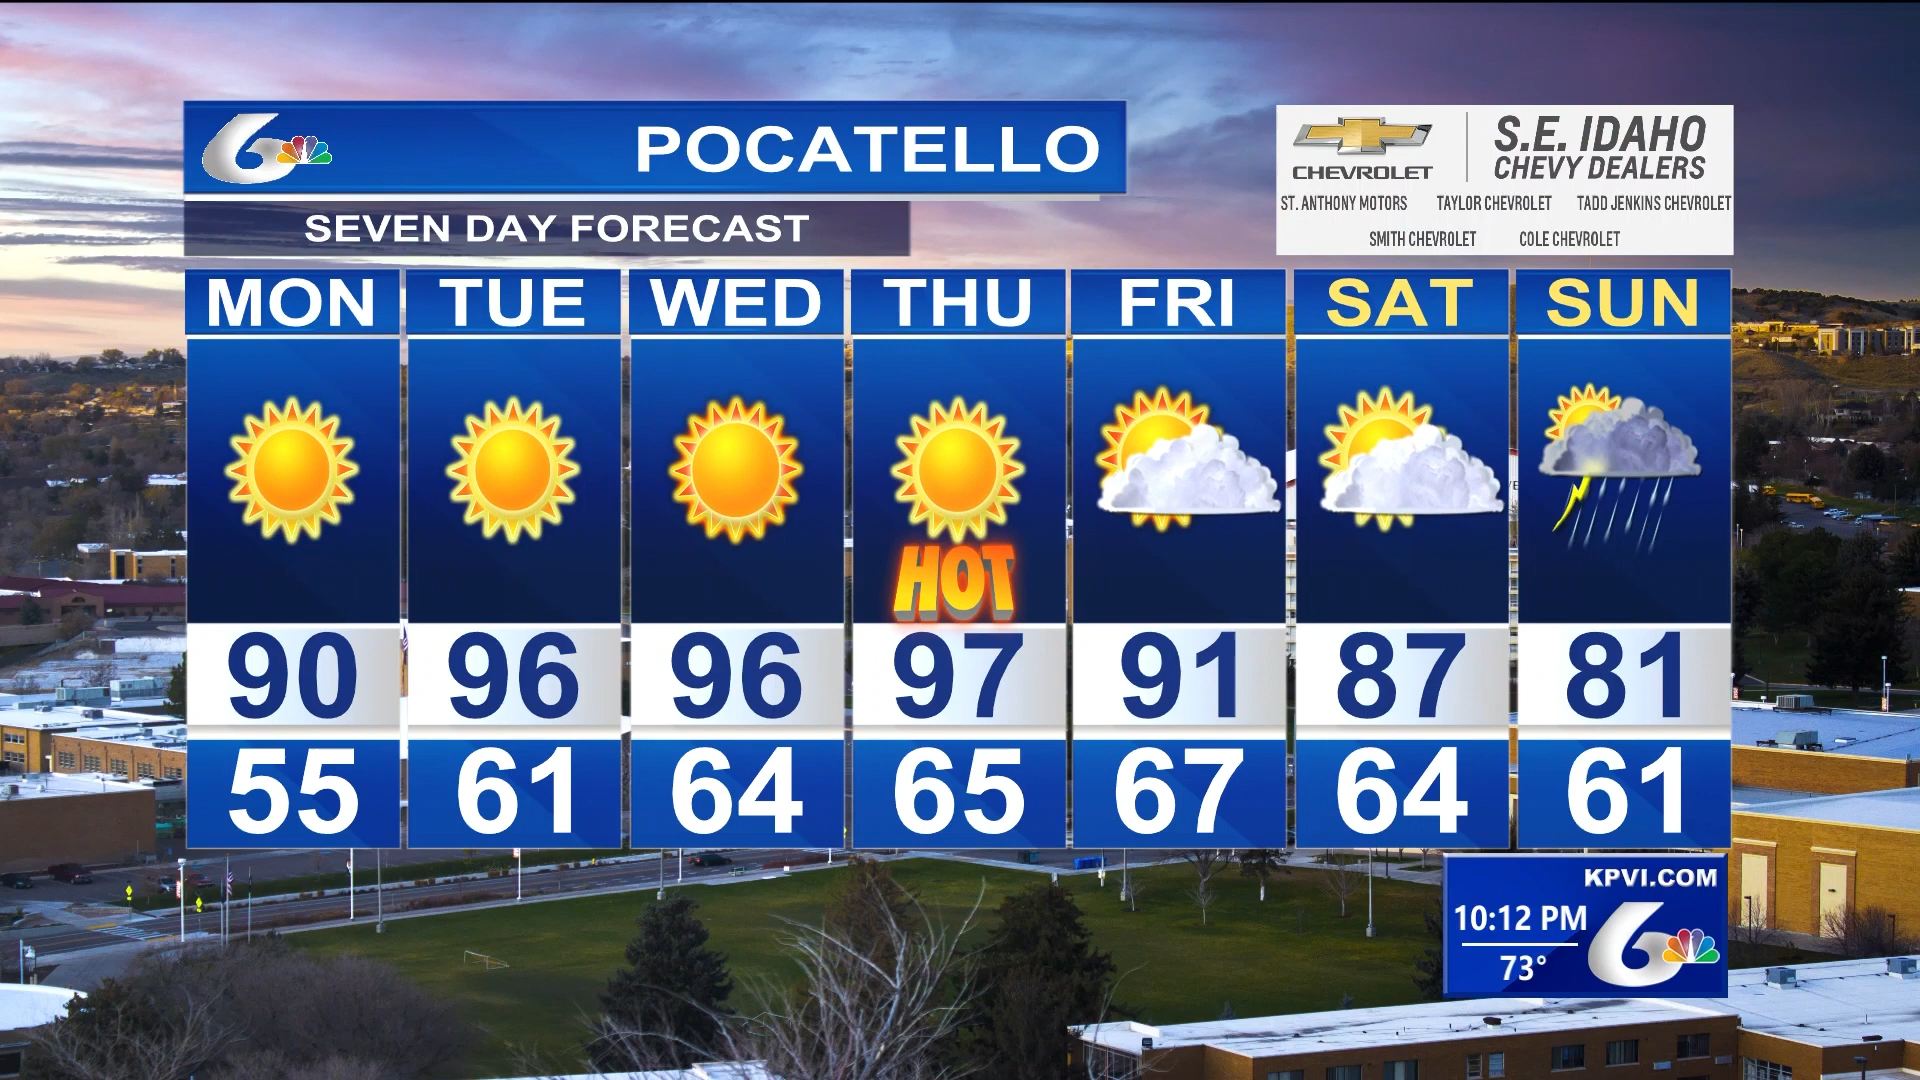 6
POCATELLO
SEVEN DAY FORECAST
CHEVROLET
S.E. IDAHO
CHEVY DEALERS
ST. ANTHONY MOTORS TAYLOR CHEVROLET TADD JENKINS CHEVROLET
SMITH CHEVROLET COLE CHEVROLET
MON TUE WED THU FRI SAT SUN
HOT
90 96 96 97 91 87 81
55 61 64 65 67 64 61
KPVI.COM
10:12 PM
73°
6